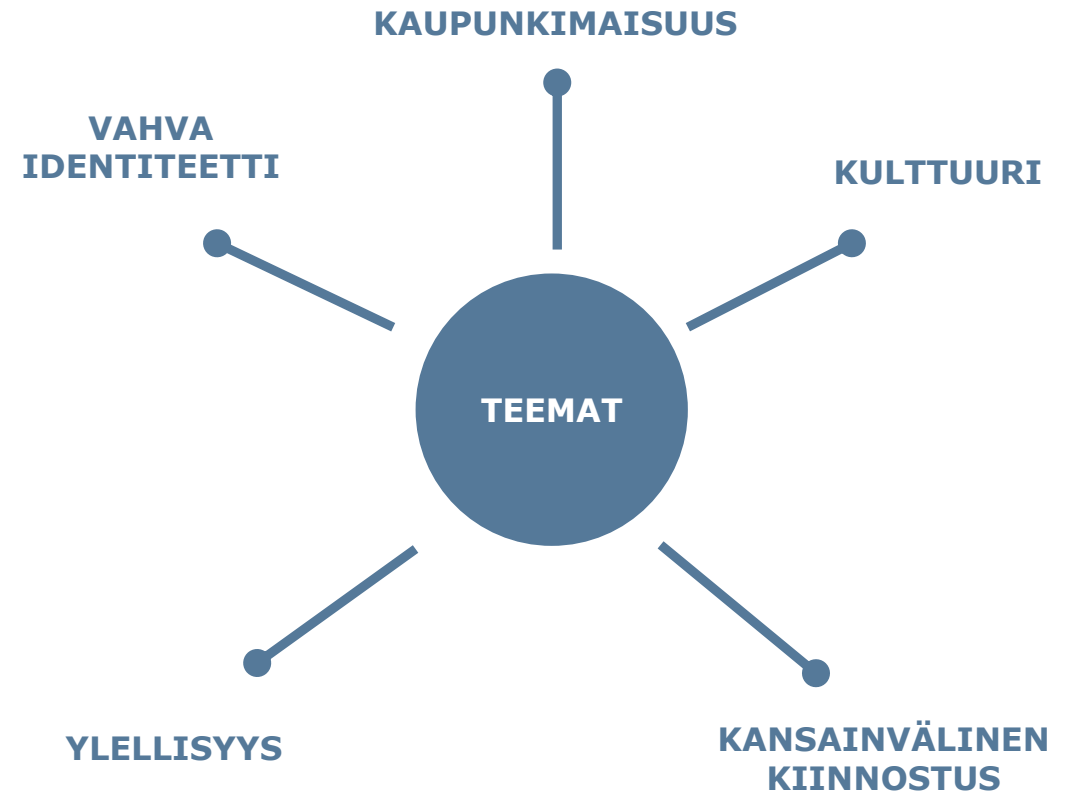 KAUPUNKIMAISUUS
VAHVA
IDENTITEETTI
KULTTUURI
TEEMAT
YLELLISYYS
KANSAINVÄLINEN
KIINNOSTUS